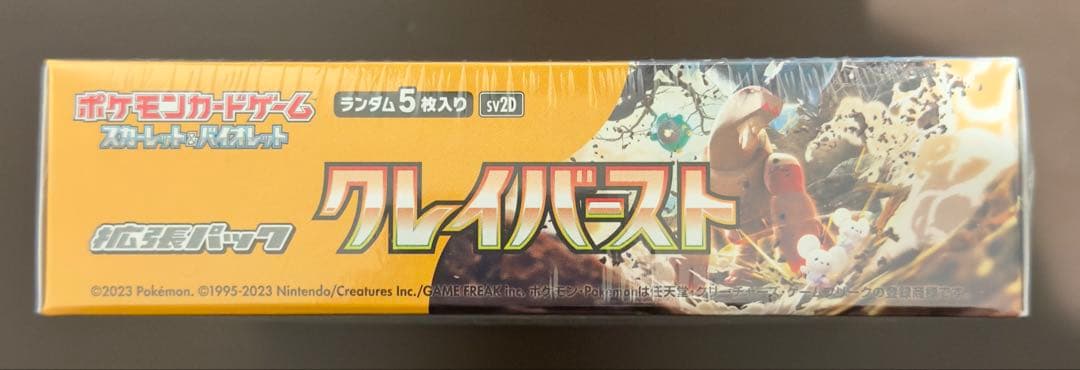 ポケモンカードゲーム
スカーレット&バイオレット
ランダム5枚入り
sv2D
クレイバースト
拡張パック
©2023 Pokémon. ©1995-2023 Nintendo/Creatures Inc./GAME FREAK inc. ポケモン・Pokémonは任天堂・クリーチャーズ・ゲームフリークの登録商標です。